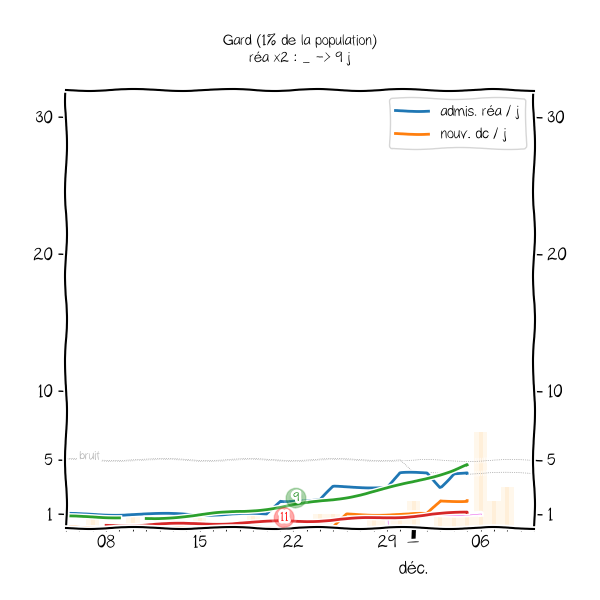 Gard (1% de la population)
réa x2 : _ -> 9 j
admis. réa / j
nouv. dc / j
30 30
20 20
10 10
bruit
5 5
9
11
1 1
08 15 22 29 06
déc.